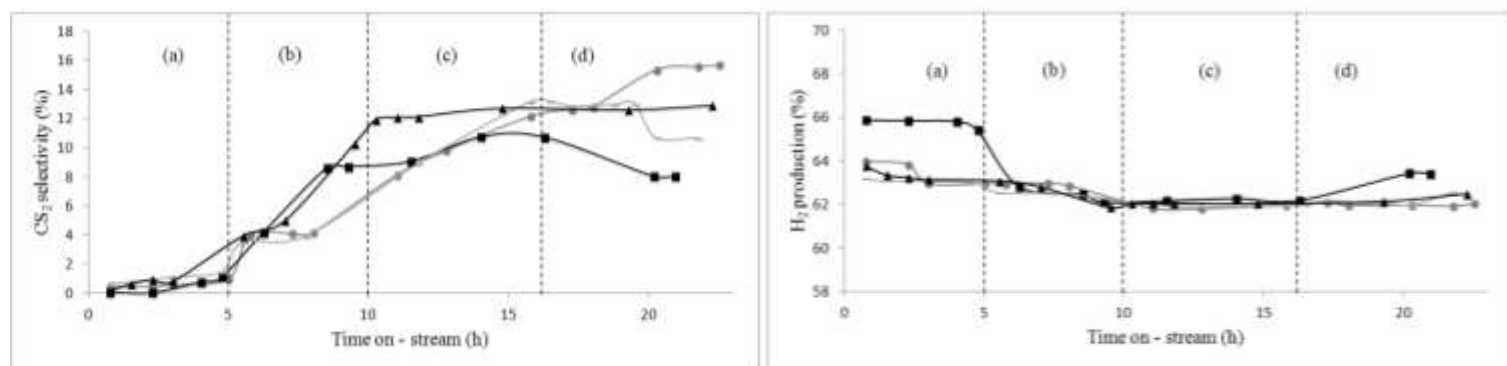 CS2 selectivity (%)
18
16
14
12
10
8
6
4
2
0
(a)
(b)
(c)
(d)
0
5
10
15
20
Time on - stream (h)
H2 production (%)
70
68
66
64
62
60
58
(a)
(b)
(c)
(d)
0
5
10
15
20
Time on - stream (h)